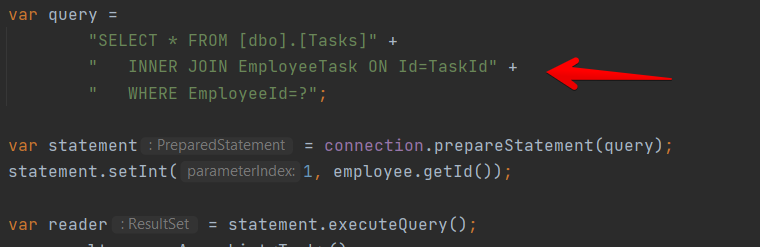 var query =
"SELECT * FROM [dbo].[Tasks]" +
"   INNER JOIN EmployeeTask ON Id=TaskId" +
"   WHERE EmployeeId=?";
var statement : PreparedStatement = connection.prepareStatement(query);
statement.setInt( parameterIndex: 1, employee.getId());
var reader : ResultSet = statement.executeQuery();